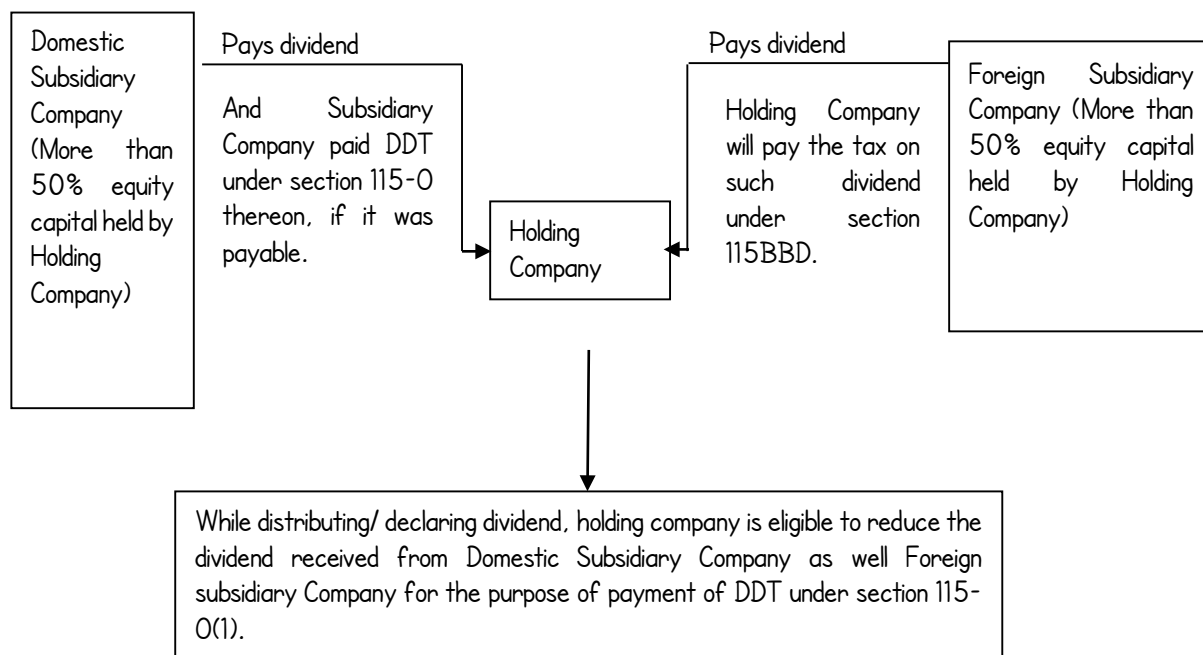 Domestic
Subsidiary
Company
(More than
50% equity
capital held by
Holding
Company)
Pays dividend
And Subsidiary
Company paid DDT
under section 115-O
thereon, if it was
payable.
Holding
Company
Pays dividend
Holding Company
will pay the tax on
such dividend
under section
115BBD.
Foreign Subsidiary
Company (More than
50% equity capital
held by Holding
Company)
While distributing/ declaring dividend, holding company is eligible to reduce the
dividend received from Domestic Subsidiary Company as well Foreign
subsidiary Company for the purpose of payment of DDT under section 115-
O(1).